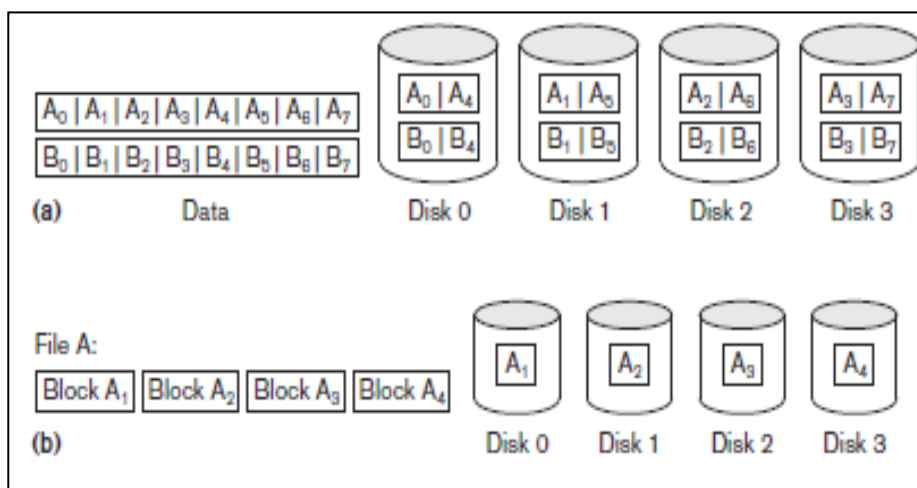 A₀|A₁|A₂|A₃|A₄|A₅|A₆|A₇
B₀|B₁|B₂|B₃|B₄|B₅|B₆|B₇
A₀|A₄ A₁|A₅ A₂|A₆ A₃|A₇
B₀|B₄ B₁|B₅ B₂|B₆ B₃|B₇
(a) Data Disk 0 Disk 1 Disk 2 Disk 3
File A:
Block A₁ Block A₂ Block A₃ Block A₄
A₁ A₂ A₃ A₄
(b) Disk 0 Disk 1 Disk 2 Disk 3